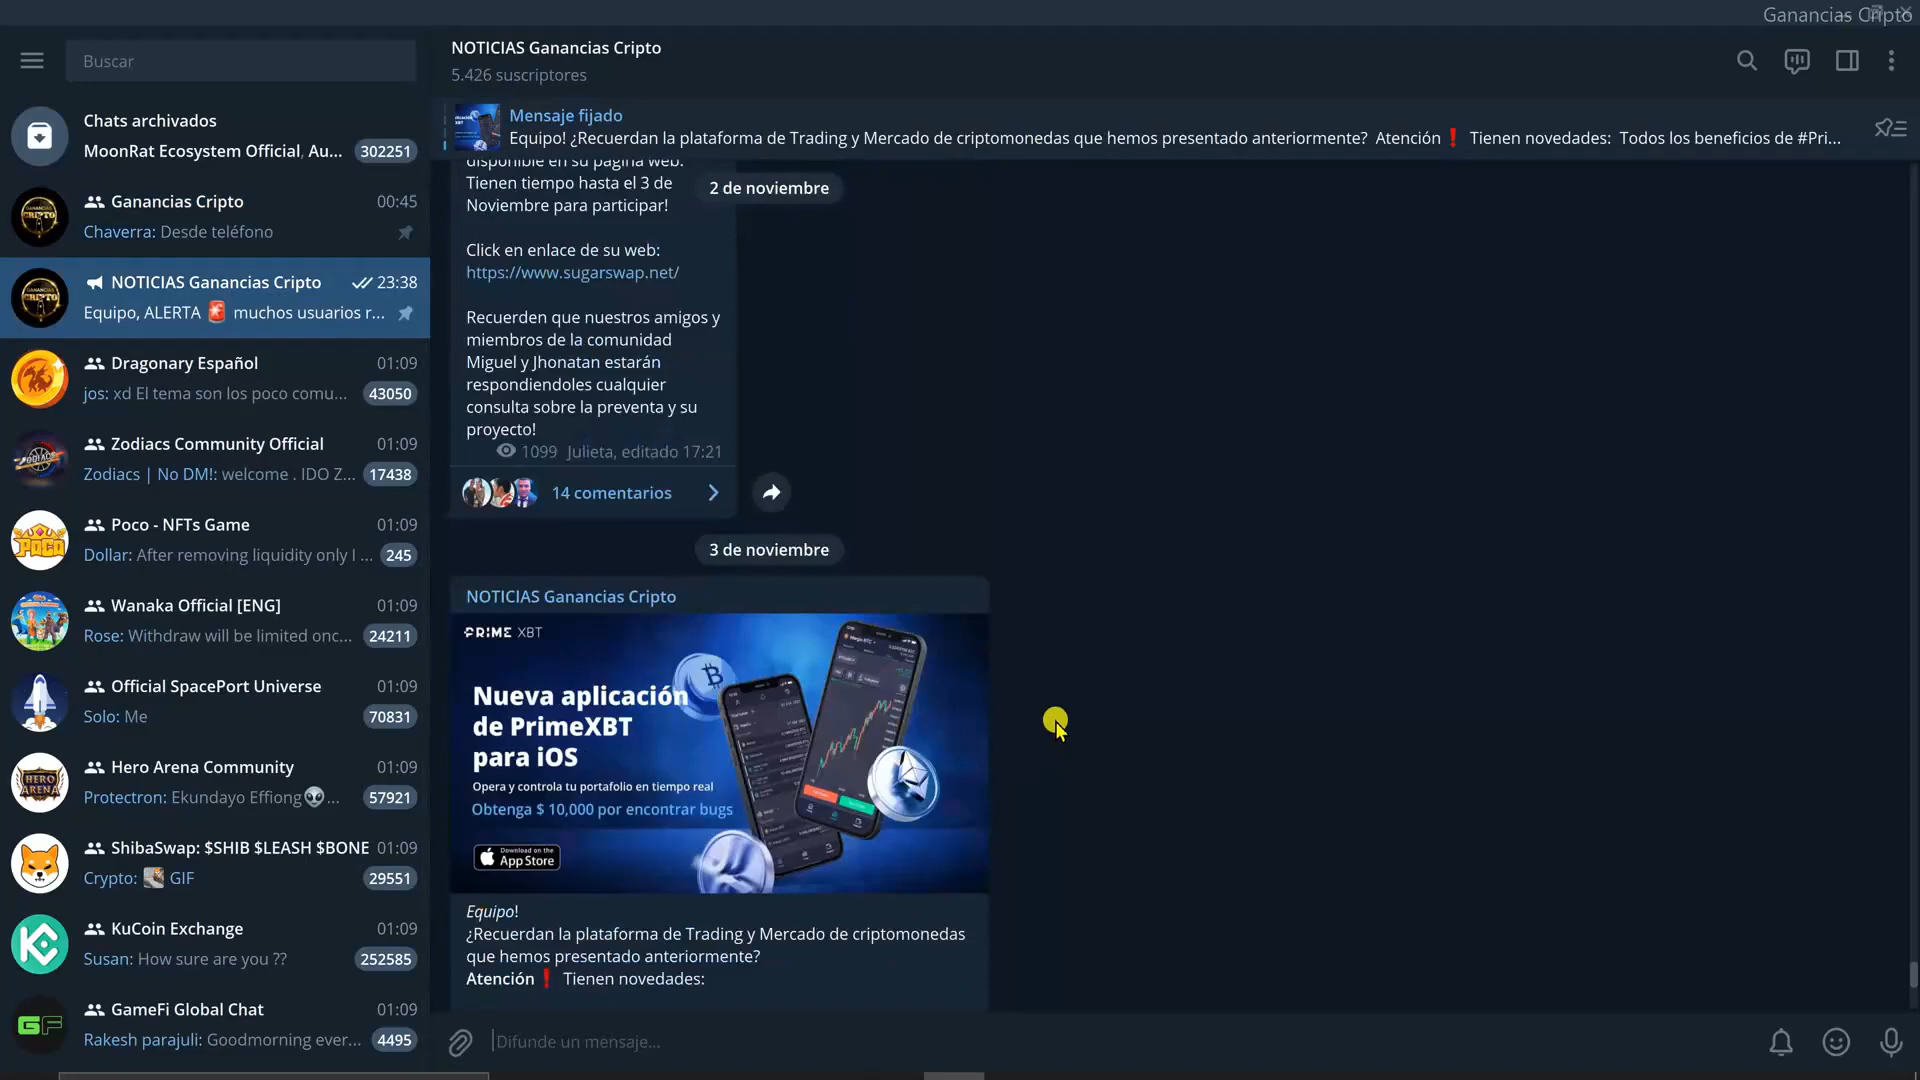 Ganancias Cripto
Buscar
Chats archivados
MoonRat Ecosystem Official, Au... 302251
Ganancias Cripto 00:45
Chaverra: Desde teléfono
NOTICIAS Ganancias Cripto 23:38
Equipo, ALERTA 🚨 muchos usuarios r...
Dragonary Español 01:09
jos: xd El tema son los poco comu... 43050
Zodiacs Community Official 01:09
Zodiacs | No DM!: welcome . IDO Z... 17438
Poco - NFTs Game 01:09
Dollar: After removing liquidity only I ... 245
Wanaka Official [ENG] 01:09
Rose: Withdraw will be limited onc... 24211
Official SpacePort Universe 01:09
Solo: Me 70831
Hero Arena Community 01:09
Protectron: Ekundayo Effiong👽... 57921
ShibaSwap: $SHIB $LEASH $BONE 01:09
Crypto: GIF 29551
KuCoin Exchange 01:09
Susan: How sure are you ?? 252585
GameFi Global Chat 01:09
Rakesh parajuli: Goodmorning ever... 4495
NOTICIAS Ganancias Cripto
5.426 suscriptores
Mensaje fijado
Equipo! ¿Recuerdan la plataforma de Trading y Mercado de criptomonedas que hemos presentado anteriormente? Atención❗ Tienen novedades: Todos los beneficios de #Pri...
disponible en su pagina web.
Tienen tiempo hasta el 3 de
Noviembre para participar!
2 de noviembre
Click en enlace de su web:
https://www.sugarswap.net/
Recuerden que nuestros amigos y
miembros de la comunidad
Miguel y Jhonatan estarán
respondiendoles cualquier
consulta sobre la preventa y su
proyecto!
1099 Julieta, editado 17:21
14 comentarios
3 de noviembre
NOTICIAS Ganancias Cripto
PRIME XBT
Nueva aplicación
de PrimeXBT
para iOS
Opera y controla tu portafolio en tiempo real
Obtenga $ 10,000 por encontrar bugs
Download on the
App Store
Equipo!
¿Recuerdan la plataforma de Trading y Mercado de criptomonedas
que hemos presentado anteriormente?
Atención❗ Tienen novedades:
Difunde un mensaje...